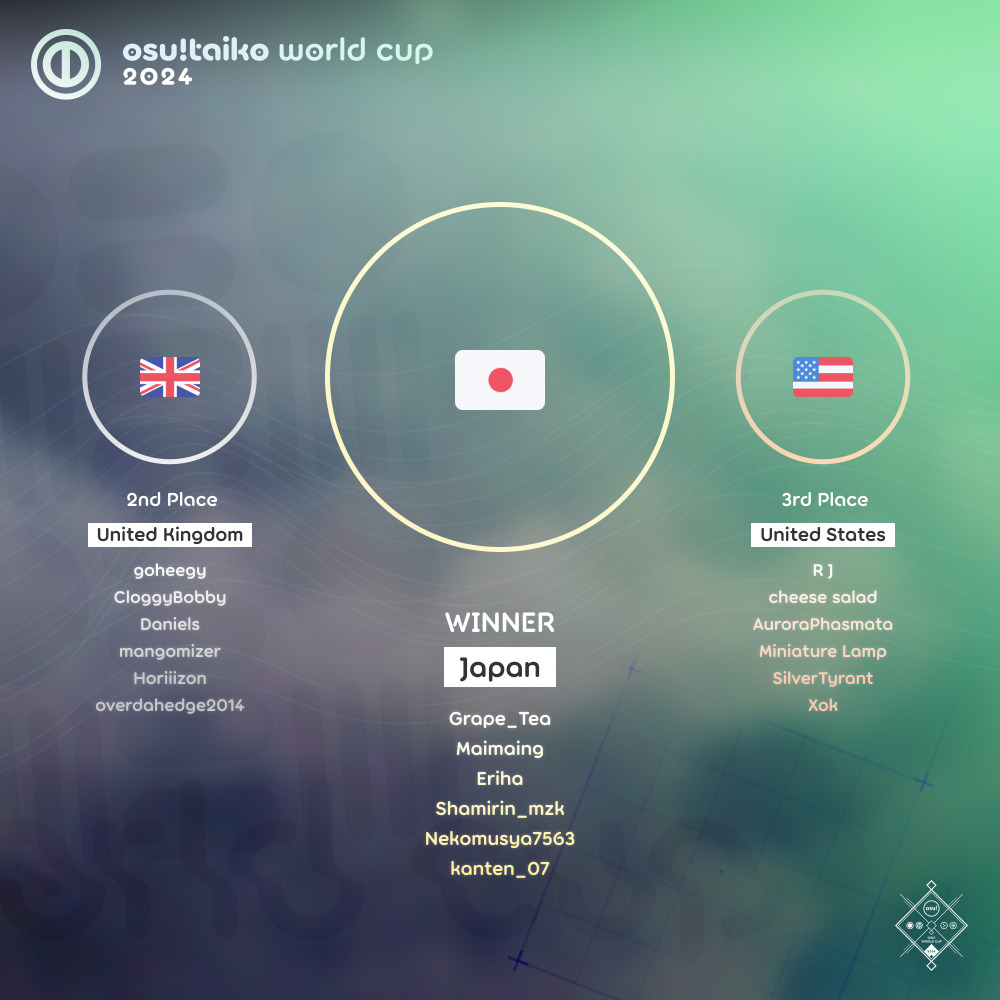 osu!taiko world cup
2024
2nd Place
United Kingdom
goheegy
CloggyBobby
Daniels
mangomizer
Horiiizon
overdahedge2014
WINNER
Japan
Grape_Tea
Maimaing
Eriha
Shamirin_mzk
Nekomusya7563
kanten_07
3rd Place
United States
R J
cheese salad
AuroraPhasmata
Miniature Lamp
SilverTyrant
Xok
osu!
WORLD CUP